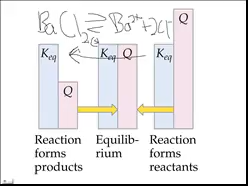 BaCl₂(s) ⇌ Ba²⁺ + 2Cl⁻
Keq Q Keq Q Keq Q
Reaction forms products
Equilib-rium
Reaction forms reactants